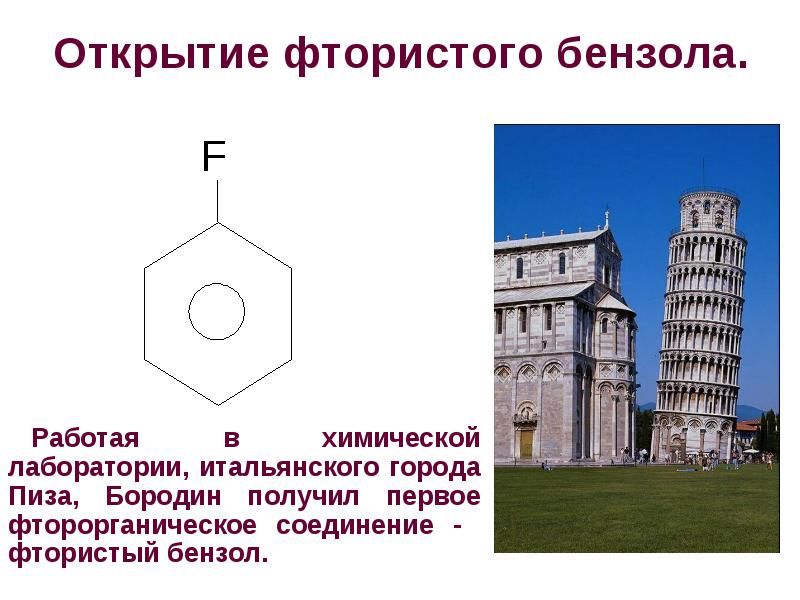 Открытие фтористого бензола.
F
Работая в химической
лаборатории, итальянского города
Пиза, Бородин получил первое
фторорганическое соединение -
фтористый бензол.